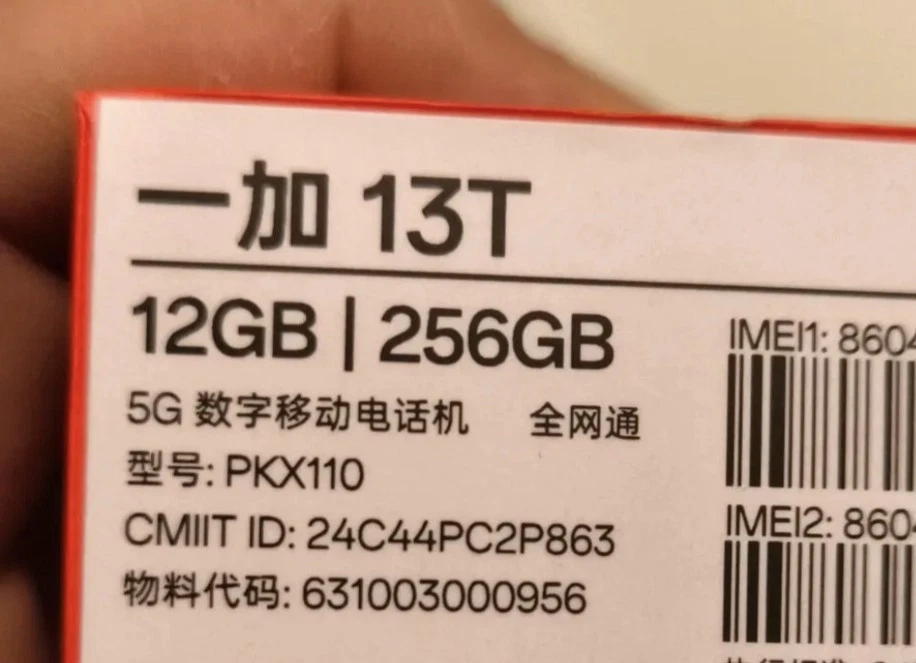 一加 13T
12GB | 256GB
5G 数字移动电话机 全网通
型号: PKX110
CMIIT ID: 24C44PC2P863
物料代码: 631003000956
IMEI1: 8604
IMEI2: 860